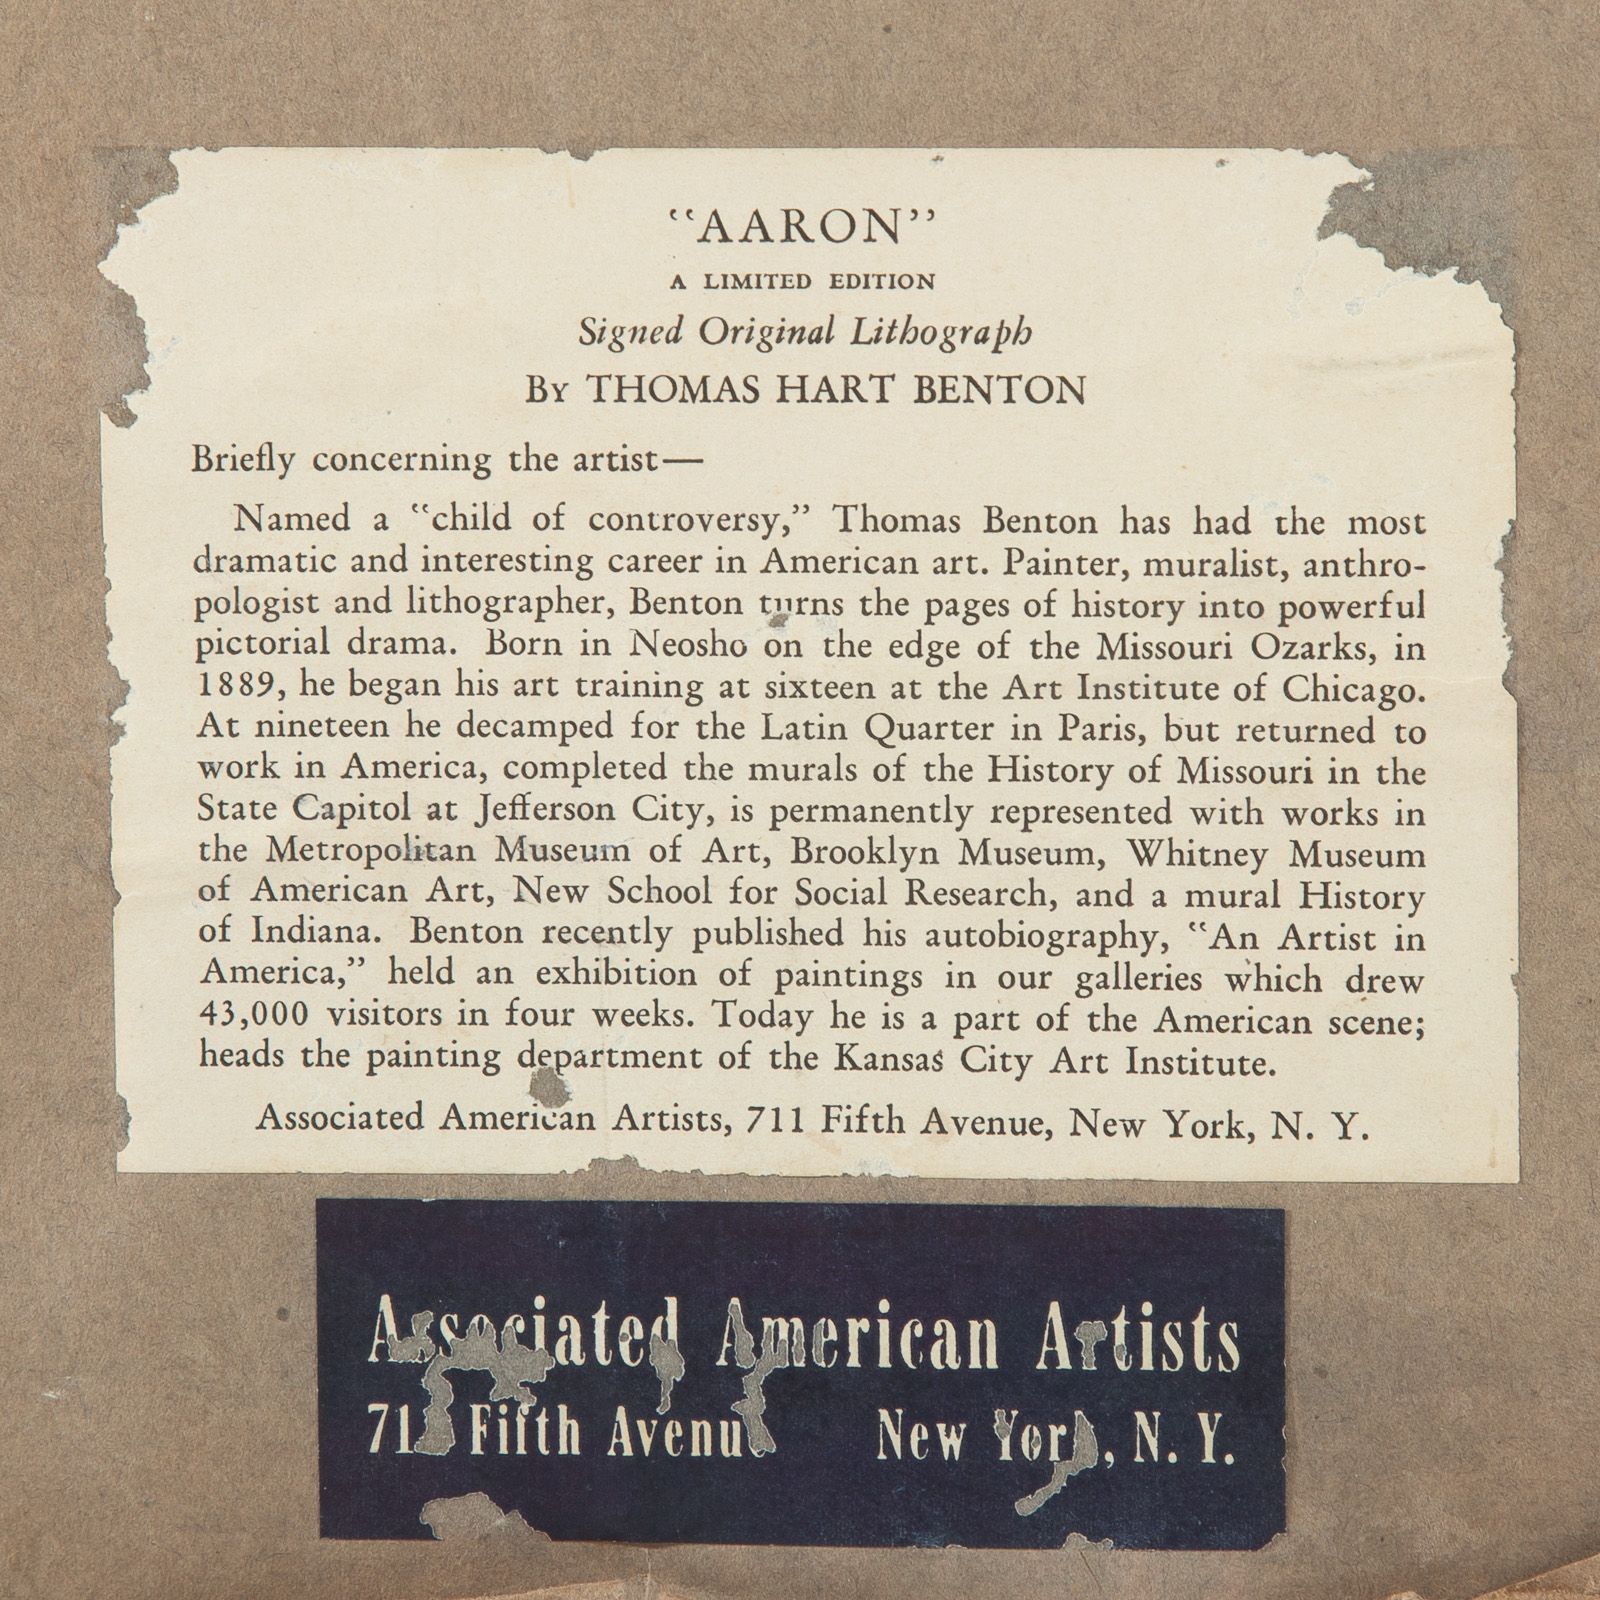 “AARON”
A LIMITED EDITION
Signed Original Lithograph
By THOMAS HART BENTON
Briefly concerning the artist—
Named a “child of controversy,” Thomas Benton has had the most
dramatic and interesting career in American art. Painter, muralist, anthro-
pologist and lithographer, Benton turns the pages of history into powerful
pictorial drama. Born in Neosho on the edge of the Missouri Ozarks, in
1889, he began his art training at sixteen at the Art Institute of Chicago.
At nineteen he decamped for the Latin Quarter in Paris, but returned to
work in America, completed the murals of the History of Missouri in the
State Capitol at Jefferson City, is permanently represented with works in
the Metropolitan Museum of Art, Brooklyn Museum, Whitney Museum
of American Art, New School for Social Research, and a mural History
of Indiana. Benton recently published his autobiography, “An Artist in
America,” held an exhibition of paintings in our galleries which drew
43,000 visitors in four weeks. Today he is a part of the American scene;
heads the painting department of the Kansas City Art Institute.
Associated American Artists, 711 Fifth Avenue, New York, N. Y.
Associated American Artists
711 Fifth Avenue New York, N. Y.